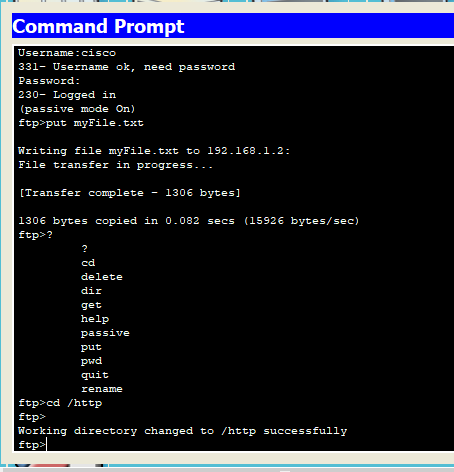 Command Prompt
Username:cisco
331- Username ok, need password
Password:
230- Logged in
(passive mode On)
ftp>put myFile.txt
Writing file myFile.txt to 192.168.1.2:
File transfer in progress...
[Transfer complete - 1306 bytes]
1306 bytes copied in 0.082 secs (15926 bytes/sec)
ftp>?
?
cd
delete
dir
get
help
passive
put
pwd
quit
rename
ftp>cd /http
ftp>
Working directory changed to /http successfully
ftp>